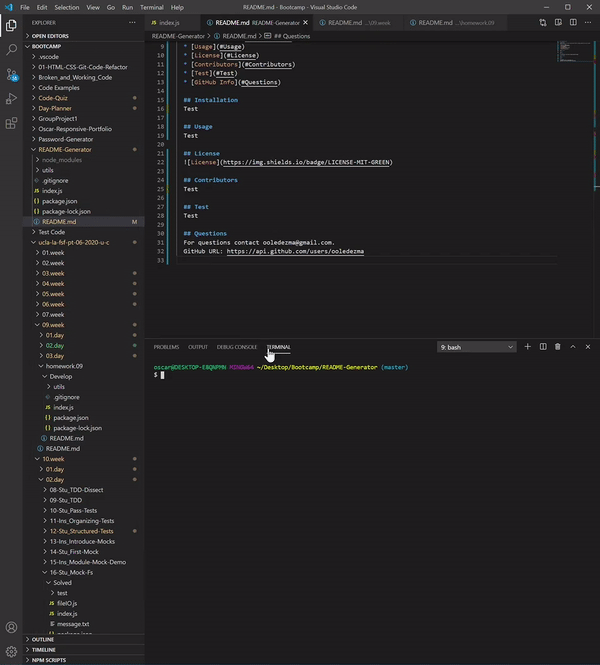 File Edit Selection View Go Run Terminal Help
README.md - Bootcamp - Visual Studio Code
EXPLORER
OPEN EDITORS
BOOTCAMP
.vscode
01-HTML-CSS-Git-Code-Refactor
Broken_and_Working_Code
Code Examples
Code-Quiz
Day-Planner
GroupProject1
Oscar-Responsive-Portfolio
Password-Generator
README-Generator
node_modules
utils
.gitignore
JS index.js
package.json
package-lock.json
README.md M
Test Code
ucla-la-fsf-pt-06-2020-u-c
01.week
02.week
03.week
04.week
05.week
06.week
07.week
09.week
01.day
02.day
03.day
homework.09
Develop
utils
.gitignore
JS index.js
package.json
package-lock.json
README.md
README.md
10.week
01.day
02.day
08-Stu_TDD-Dissect
09-Stu_TDD
10-Stu_Pass-Tests
11-Ins_Organizing-Tests
12-Stu_Structured-Tests
13-Ins_Introduce-Mocks
14-Stu_First-Mock
15-Ins_Module-Mock-Demo
16-Stu_Mock-Fs
Solved
test
JS fileIO.js
JS index.js
message.txt
package.json
OUTLINE
TIMELINE
NPM SCRIPTS
JS index.js
README.md README-Generator
README.md ...\09.week
README.md ...\homework.09
README-Generator > README.md > ## Questions
9 * [Usage](#Usage)
10 * [License](#License)
11 * [Contributors](#Contributors)
12 * [Test](#Test)
13 * [GitHub Info](#Questions)
14
15 ## Installation
16 Test
17
18 ## Usage
19 Test
20
21 ## License
22 ![License](https://img.shields.io/badge/LICENSE-MIT-GREEN)
23
24 ## Contributors
25 Test
26
27 ## Test
28 Test
29
30 ## Questions
31 For questions contact ooledezma@gmail.com.
32 GitHub URL: https://api.github.com/users/ooledezma
33
PROBLEMS OUTPUT DEBUG CONSOLE TERMINAL
9: bash
oscar@DESKTOP-EBQNPMN MINGW64 ~/Desktop/Bootcamp/README-Generator (master)
$